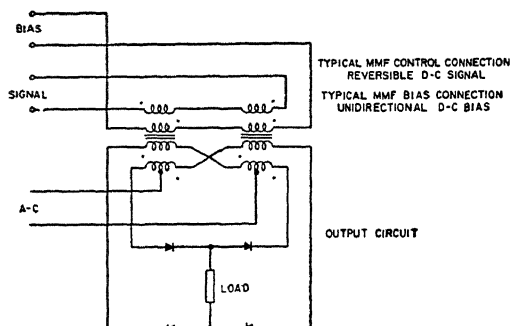 BIAS
TYPICAL MMF CONTROL CONNECTION
REVERSIBLE D-C SIGNAL
SIGNAL
TYPICAL MMF BIAS CONNECTION
UNIDIRECTIONAL D-C BIAS
A-C
OUTPUT CIRCUIT
LOAD